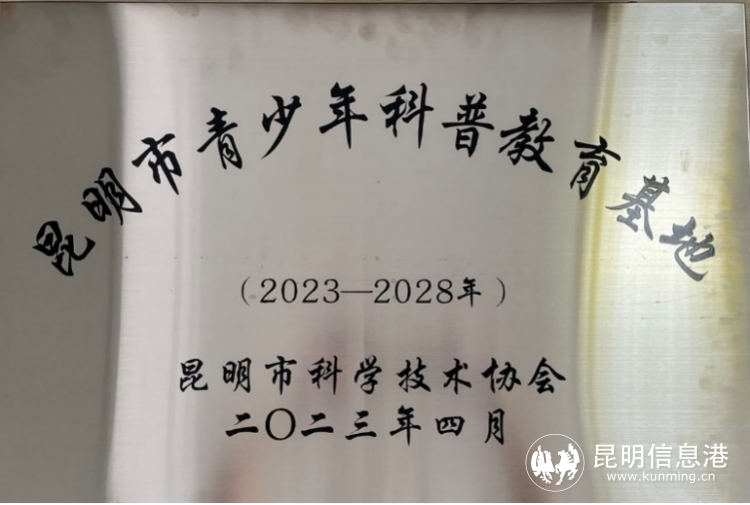 昆明市青少年科普教育基地
（2023—2028年）
昆明市科学技术协会
二〇二三年四月
昆明信息港
www.kunming.cn